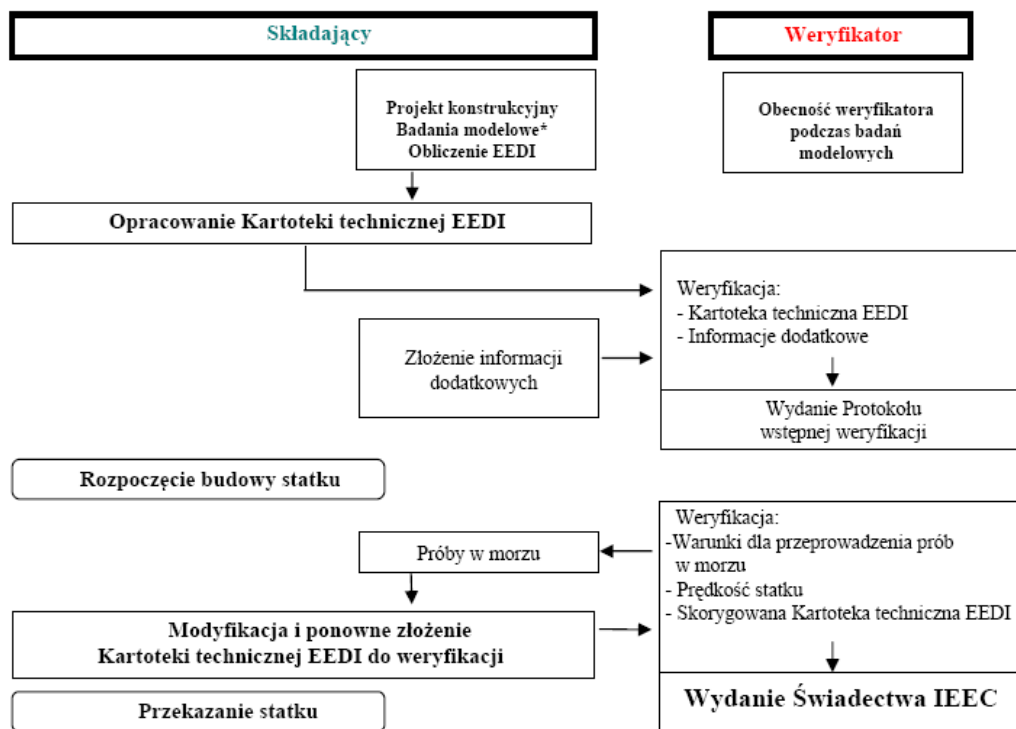 Składający
Weryfikator
Projekt konstrukcyjny
Badania modelowe*
Obliczenie EEDI
Obecność weryfikatora
podczas badań
modelowych
Opracowanie Kartoteki technicznej EEDI
Weryfikacja:
- Kartoteka techniczna EEDI
- Informacje dodatkowe
Złożenie informacji
dodatkowych
Wydanie Protokołu
wstępnej weryfikacji
Rozpoczęcie budowy statku
Weryfikacja:
-Warunki dla przeprowadzenia prób
w morzu
- Prędkość statku
- Skorygowana Kartoteka techniczna EEDI
Próby w morzu
Modyfikacja i ponowne złożenie
Kartoteki technicznej EEDI do weryfikacji
Wydanie Świadectwa IEEC
Przekazanie statku